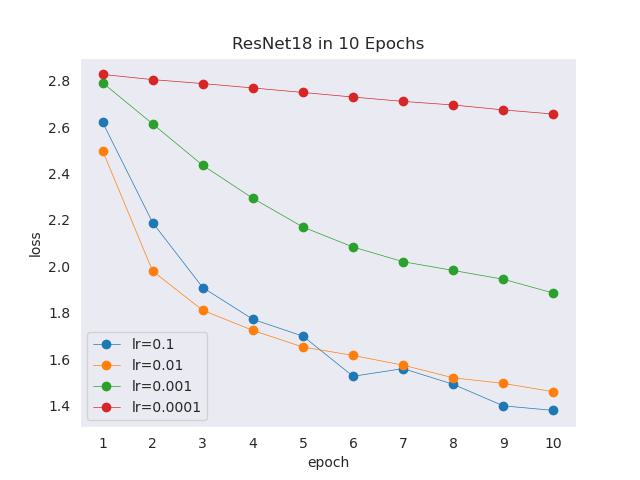 ResNet18 in 10 Epochs
2.8
2.6
2.4
2.2
2.0
1.8
1.6
1.4
loss
lr=0.1
lr=0.01
lr=0.001
lr=0.0001
1 2 3 4 5 6 7 8 9 10
epoch